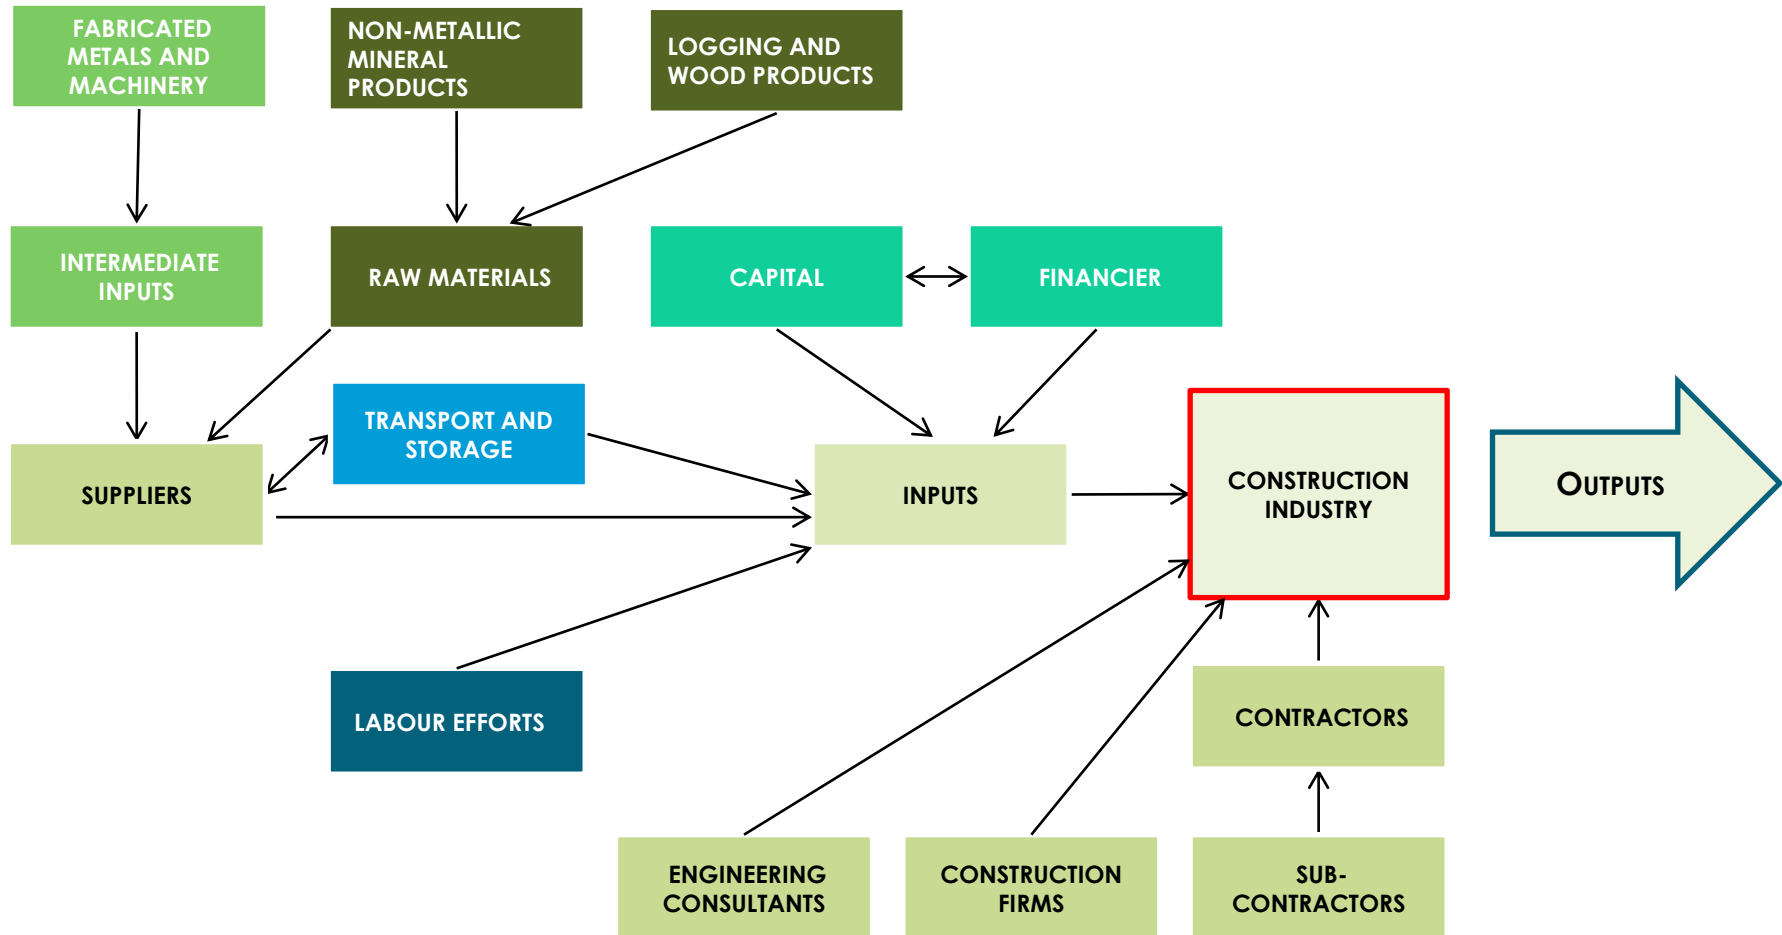 FABRICATED
METALS AND
MACHINERY
NON-METALLIC
MINERAL
PRODUCTS
LOGGING AND
WOOD PRODUCTS
INTERMEDIATE
INPUTS
RAW MATERIALS
CAPITAL
FINANCIER
TRANSPORT AND
STORAGE
SUPPLIERS
INPUTS
CONSTRUCTION
INDUSTRY
OUTPUTS
LABOUR EFFORTS
CONTRACTORS
ENGINEERING
CONSULTANTS
CONSTRUCTION
FIRMS
SUB-
CONTRACTORS